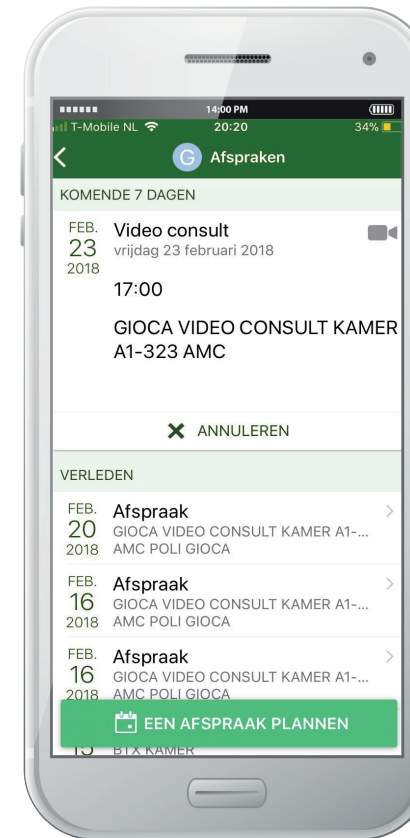 14:00 PM
T-Mobile NL 20:20 34%
G Afspraken
KOMENDE 7 DAGEN
FEB. 23 2018
Video consult
vrijdag 23 februari 2018
17:00
GIOCA VIDEO CONSULT KAMER
A1-323 AMC
ANNULEREN
VERLEDEN
FEB. 20 2018
Afspraak
GIOCA VIDEO CONSULT KAMER A1-...
AMC POLI GIOCA
FEB. 16 2018
Afspraak
GIOCA VIDEO CONSULT KAMER A1-...
AMC POLI GIOCA
FEB. 16 2018
Afspraak
GIOCA VIDEO CONSULT KAMER A1-...
AMC POLI GIOCA
EEN AFSPRAAK PLANNEN
15 BTX KAMER